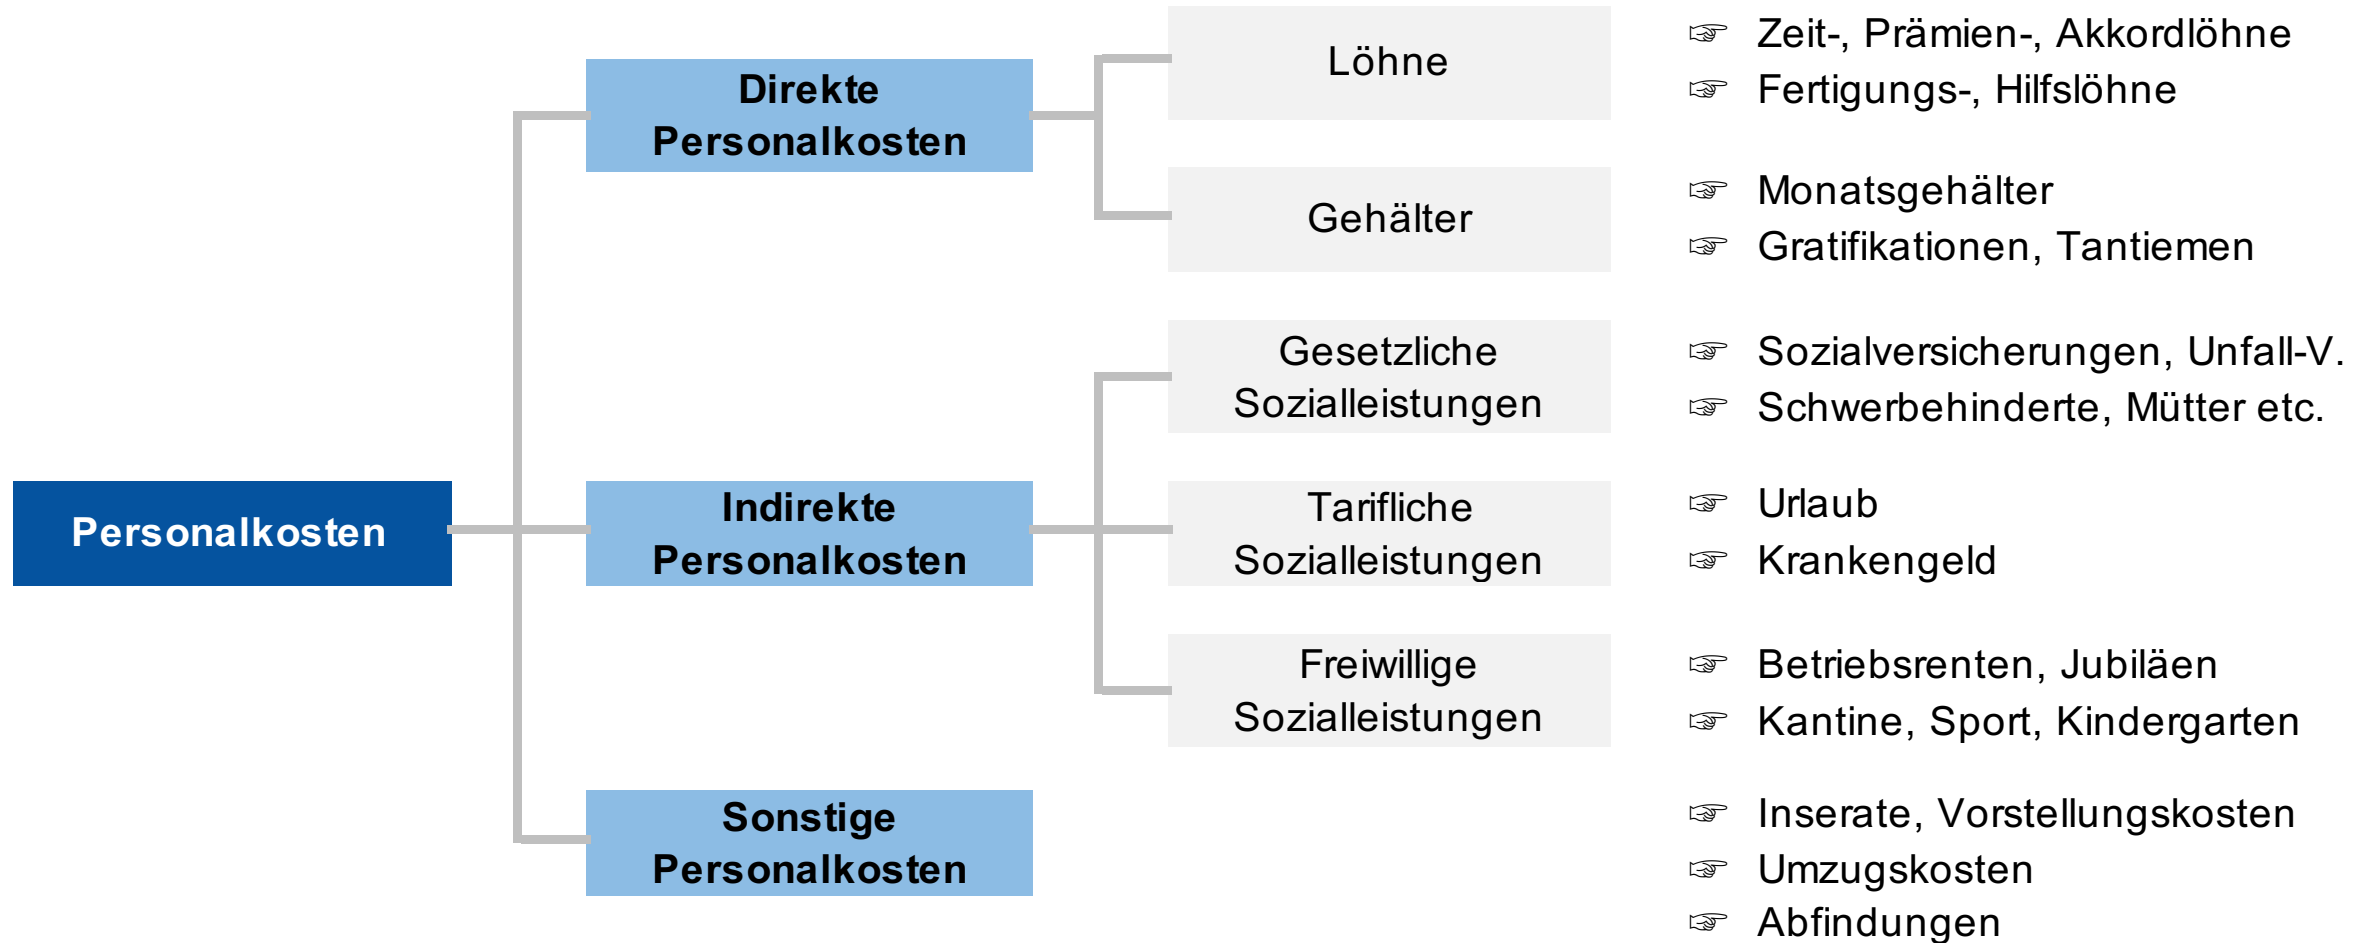 Personalkosten
Direkte
Personalkosten
Löhne
☞ Zeit-, Prämien-, Akkordlöhne
☞ Fertigungs-, Hilfslöhne
Gehälter
☞ Monatsgehälter
☞ Gratifikationen, Tantiemen
Indirekte
Personalkosten
Gesetzliche
Sozialleistungen
☞ Sozialversicherungen, Unfall-V.
☞ Schwerbehinderte, Mütter etc.
Tarifliche
Sozialleistungen
☞ Urlaub
☞ Krankengeld
Freiwillige
Sozialleistungen
☞ Betriebsrenten, Jubiläen
☞ Kantine, Sport, Kindergarten
Sonstige
Personalkosten
☞ Inserate, Vorstellungskosten
☞ Umzugskosten
☞ Abfindungen